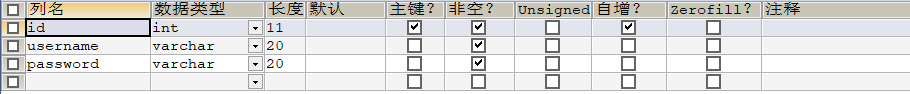 列名 数据类型 长度 默认 主键? 非空? Unsigned 自增? Zerofill? 注释
id int 11
username varchar 20
password varchar 20